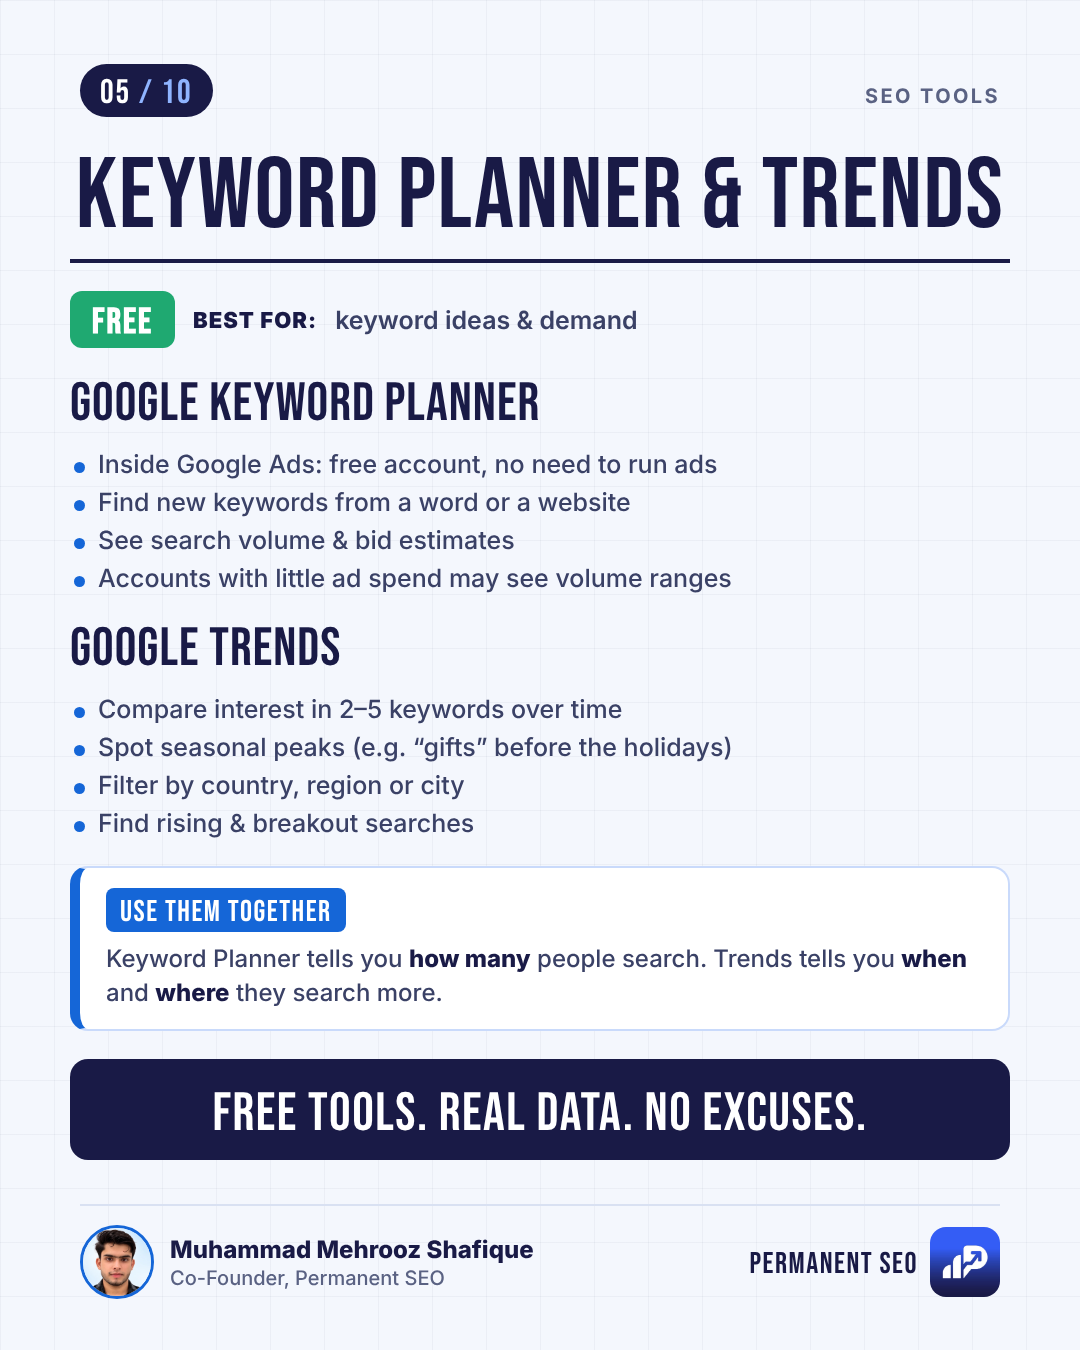 05 / 10
SEO TOOLS
KEYWORD PLANNER & TRENDS
FREE
BEST FOR: keyword ideas & demand
GOOGLE KEYWORD PLANNER
Inside Google Ads: free account, no need to run ads
Find new keywords from a word or a website
See search volume & bid estimates
Accounts with little ad spend may see volume ranges
GOOGLE TRENDS
Compare interest in 2–5 keywords over time
Spot seasonal peaks (e.g. “gifts” before the holidays)
Filter by country, region or city
Find rising & breakout searches
USE THEM TOGETHER
Keyword Planner tells you how many people search. Trends tells you when
and where they search more.
FREE TOOLS. REAL DATA. NO EXCUSES.
Muhammad Mehrooz Shafique
Co-Founder, Permanent SEO
PERMANENT SEO